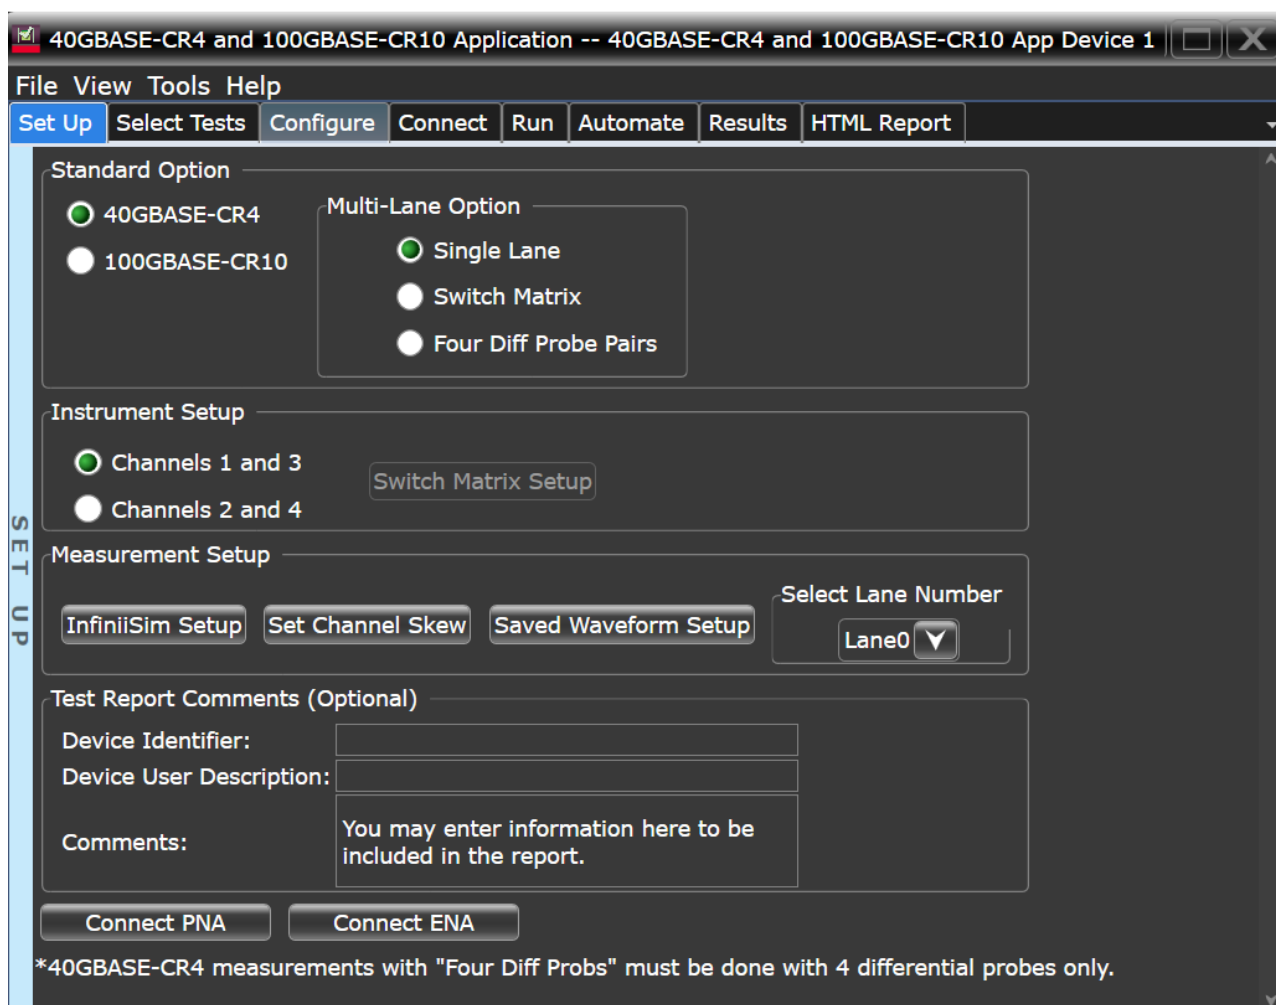 40GBASE-CR4 and 100GBASE-CR10 Application -- 40GBASE-CR4 and 100GBASE-CR10 App Device 1
File View Tools Help
Set Up Select Tests Configure Connect Run Automate Results HTML Report
Standard Option
40GBASE-CR4
100GBASE-CR10
Multi-Lane Option
Single Lane
Switch Matrix
Four Diff Probe Pairs
Instrument Setup
Channels 1 and 3
Channels 2 and 4
Switch Matrix Setup
SET UP
Measurement Setup
InfiniiSim Setup Set Channel Skew Saved Waveform Setup
Select Lane Number
Lane0
Test Report Comments (Optional)
Device Identifier:
Device User Description:
Comments:
You may enter information here to be
included in the report.
Connect PNA Connect ENA
*40GBASE-CR4 measurements with "Four Diff Probs" must be done with 4 differential probes only.